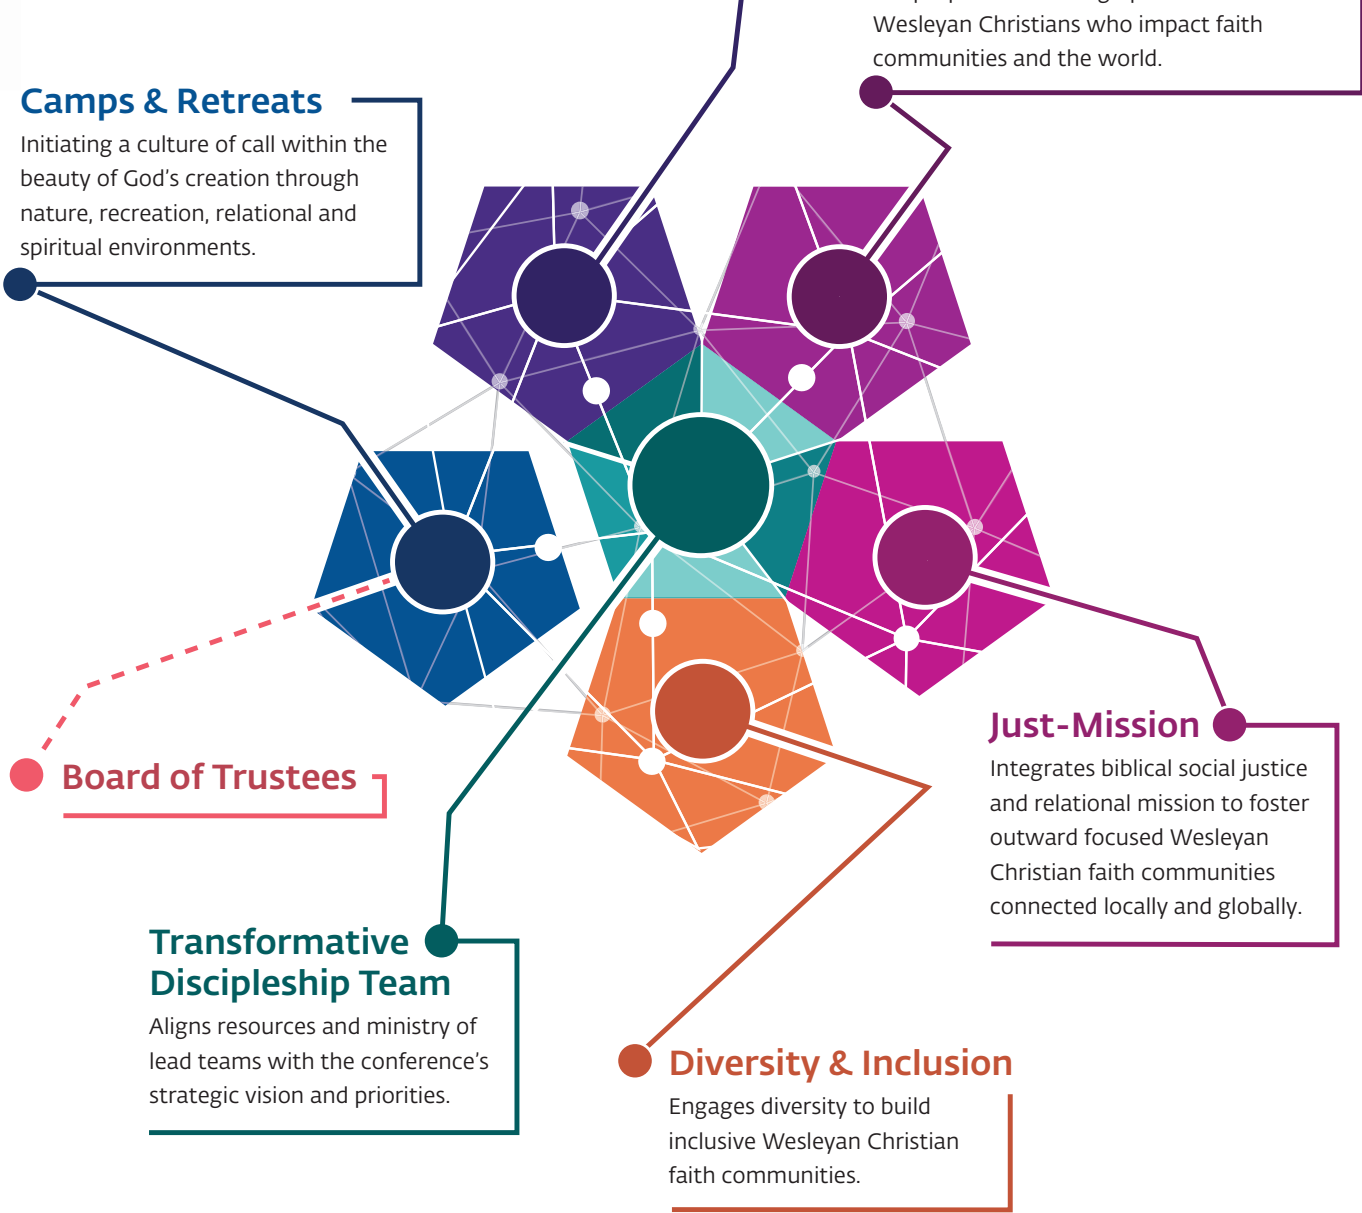 Wesleyan Christians who impact faith
communities and the world.
Camps & Retreats
Initiating a culture of call within the
beauty of God's creation through
nature, recreation, relational and
spiritual environments.
Board of Trustees
Just-Mission
Integrates biblical social justice
and relational mission to foster
outward focused Wesleyan
Christian faith communities
connected locally and globally.
Transformative
Discipleship Team
Aligns resources and ministry of
lead teams with the conference's
strategic vision and priorities.
Diversity & Inclusion
Engages diversity to build
inclusive Wesleyan Christian
faith communities.